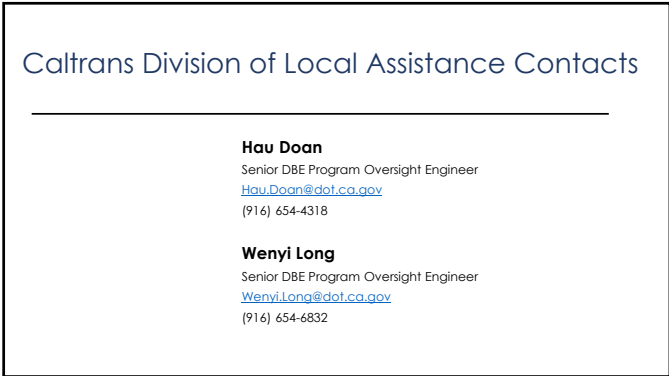 Caltrans Division of Local Assistance Contacts
Hau Doan
Senior DBE Program Oversight Engineer
Hau.Doan@dot.ca.gov
(916) 654-4318
Wenyi Long
Senior DBE Program Oversight Engineer
Wenyi.Long@dot.ca.gov
(916) 654-6832